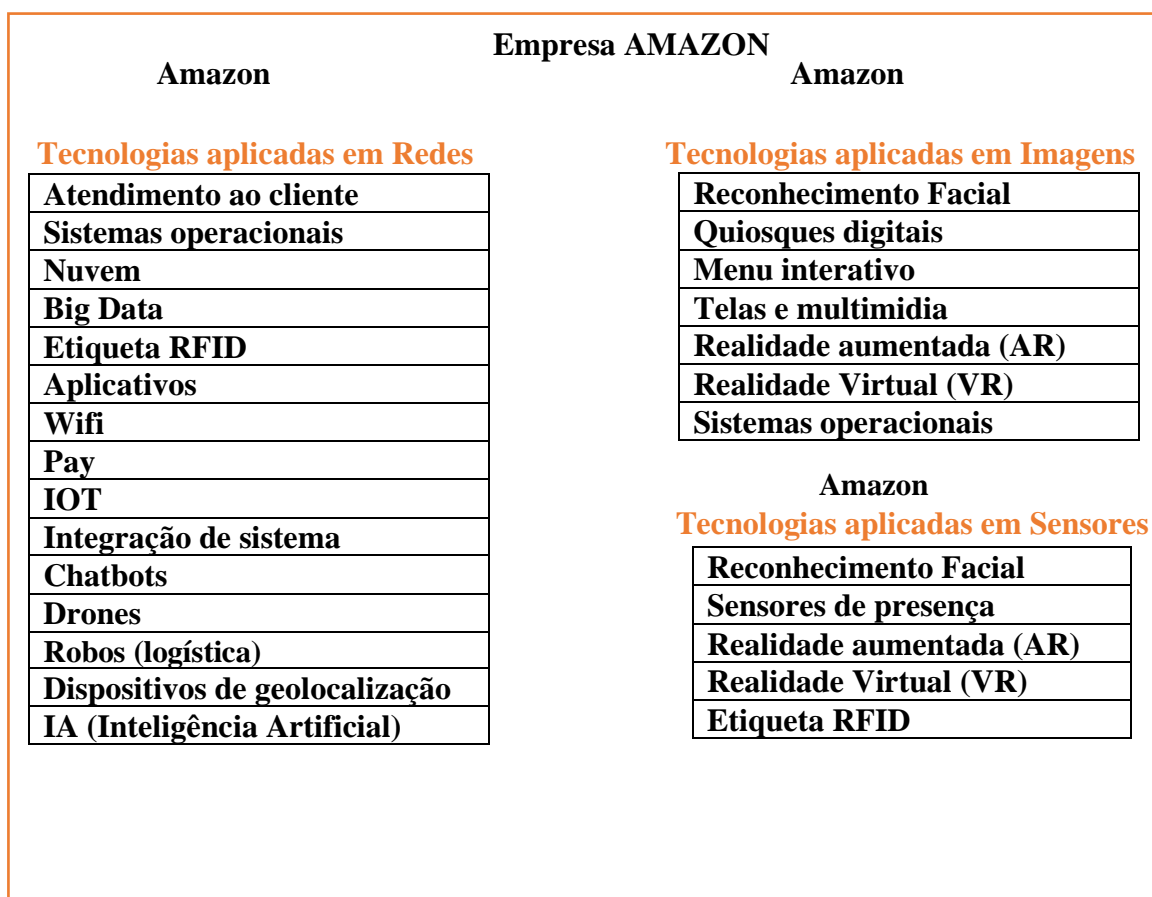 Empresa AMAZON
Amazon
Tecnologias aplicadas em Redes
Atendimento ao cliente
Sistemas operacionais
Nuvem
Big Data
Etiqueta RFID
Aplicativos
Wifi
Pay
IOT
Integração de sistema
Chatbots
Drones
Robos (logística)
Dispositivos de geolocalização
IA (Inteligência Artificial)
Amazon
Tecnologias aplicadas em Imagens
Reconhecimento Facial
Quiosques digitais
Menu interativo
Telas e multimidia
Realidade aumentada (AR)
Realidade Virtual (VR)
Sistemas operacionais
Amazon
Tecnologias aplicadas em Sensores
Reconhecimento Facial
Sensores de presença
Realidade aumentada (AR)
Realidade Virtual (VR)
Etiqueta RFID